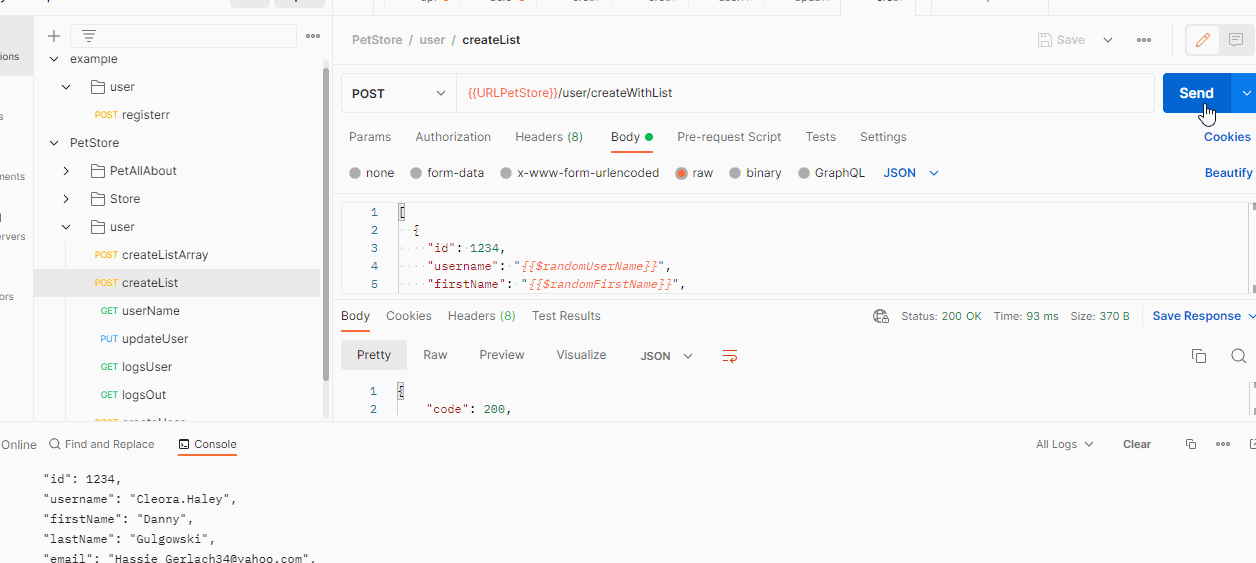 PetStore / user / createList
Save
ions
example
user
POST registerr
PetStore
PetAllAbout
Store
user
POST createListArray
POST createList
GET userName
PUT updateUser
GET logsUser
GET logsOut
ments
ervers
ors
POST {{URLPetStore}}/user/createWithList
Send
Params Authorization Headers (8) Body Pre-request Script Tests Settings Cookies
none form-data x-www-form-urlencoded raw binary GraphQL JSON Beautify
1 [
2 {
3 "id": 1234,
4 "username": "{{$randomUserName}}",
5 "firstName": "{{$randomFirstName}}",
Body Cookies Headers (8) Test Results Status: 200 OK Time: 93 ms Size: 370 B Save Response
Pretty Raw Preview Visualize JSON
1 {
2 "code": 200,
Online Find and Replace Console All Logs Clear
"id": 1234,
"username": "Cleora.Haley",
"firstName": "Danny",
"lastName": "Gulgowski",
"email": "Hassie_Gerlach34@yahoo.com",